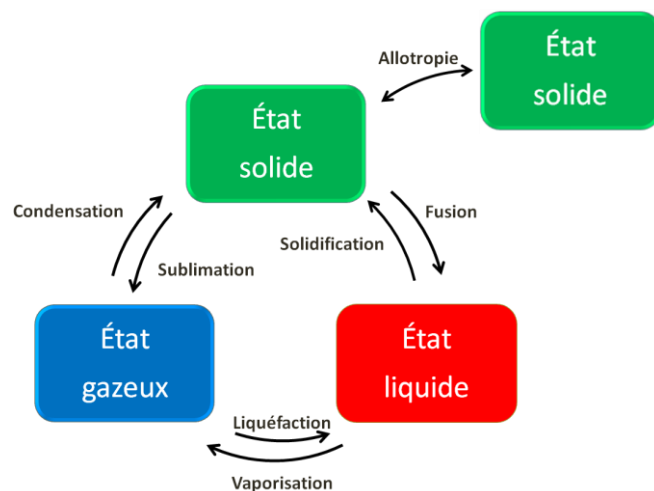 Allotropie
État
solide
État
solide
Condensation
Sublimation
Solidification
Fusion
État
gazeux
État
liquide
Liquéfaction
Vaporisation